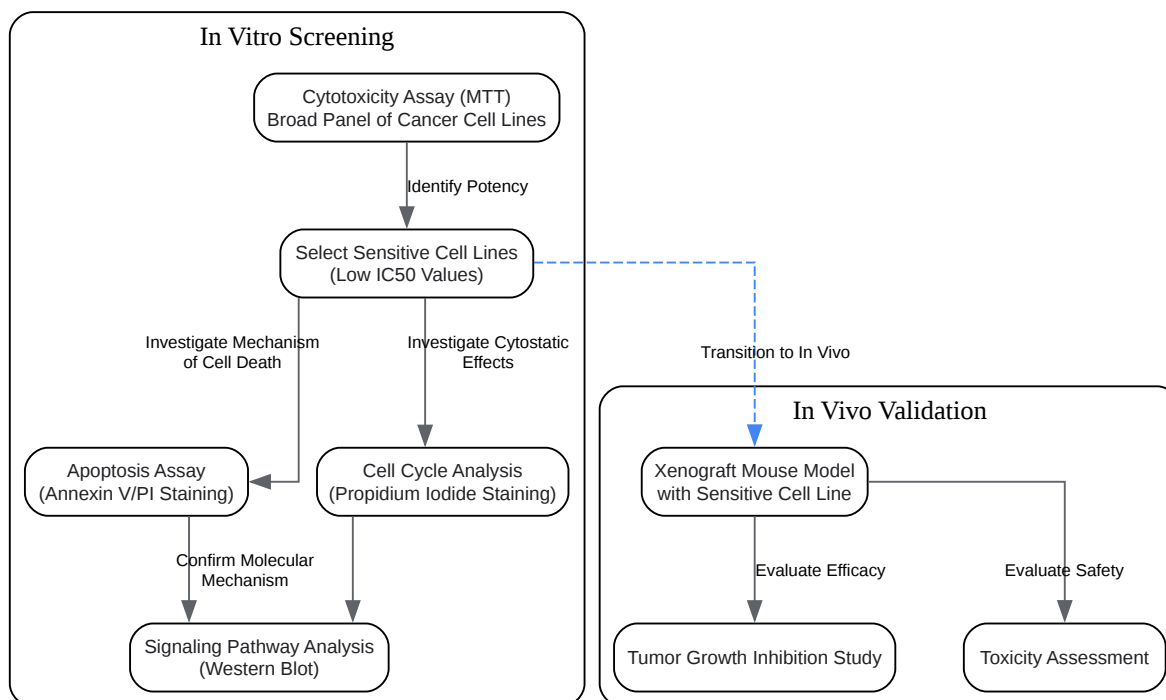 In Vitro Screening
Cytotoxicity Assay (MTT)
Broad Panel of Cancer Cell Lines
Identify Potency
Select Sensitive Cell Lines
(Low IC50 Values)
Investigate Mechanism
of Cell Death
Investigate Cytostatic
Effects
Transition to In Vivo
In Vivo Validation
Apoptosis Assay
(Annexin V/PI Staining)
Cell Cycle Analysis
(Propidium Iodide Staining)
Xenograft Mouse Model
with Sensitive Cell Line
Confirm Molecular
Mechanism
Evaluate Efficacy
Evaluate Safety
Signaling Pathway Analysis
(Western Blot)
Tumor Growth Inhibition Study
Toxicity Assessment